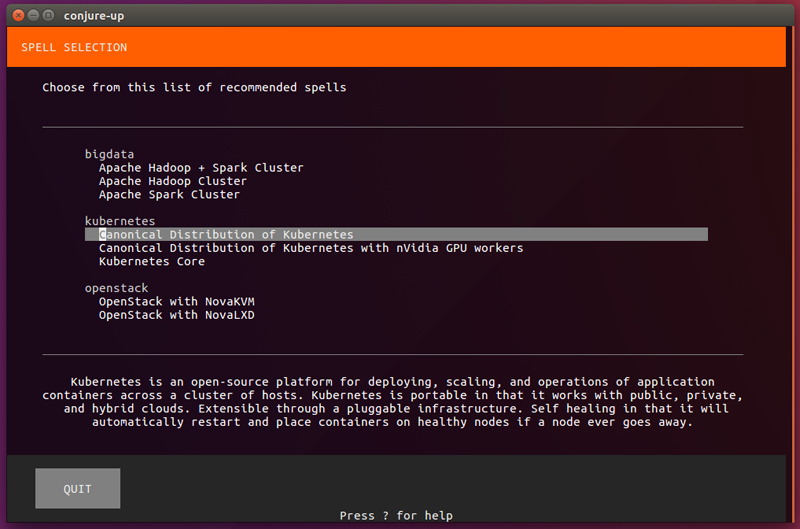 conjure-up
SPELL SELECTION
Choose from this list of recommended spells
bigdata
Apache Hadoop + Spark Cluster
Apache Hadoop Cluster
Apache Spark Cluster
kubernetes
Canonical Distribution of Kubernetes
Canonical Distribution of Kubernetes with nVidia GPU workers
Kubernetes Core
openstack
OpenStack with NovaKVM
OpenStack with NovaLXD
Kubernetes is an open-source platform for deploying, scaling, and operations of application
containers across a cluster of hosts. Kubernetes is portable in that it works with public, private,
and hybrid clouds. Extensible through a pluggable infrastructure. Self healing in that it will
automatically restart and place containers on healthy nodes if a node ever goes away.
QUIT
Press ? for help